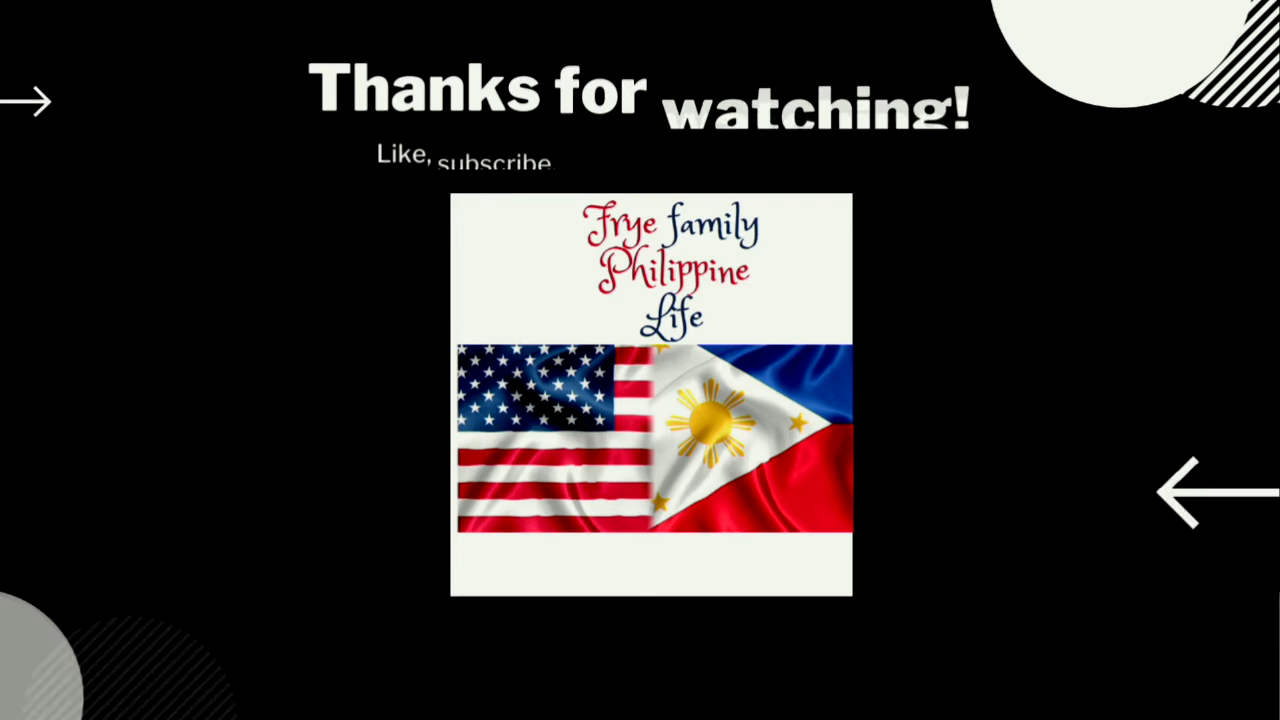 Thanks for watching!
Like, subscribe.
Frye family
Philippine
Life